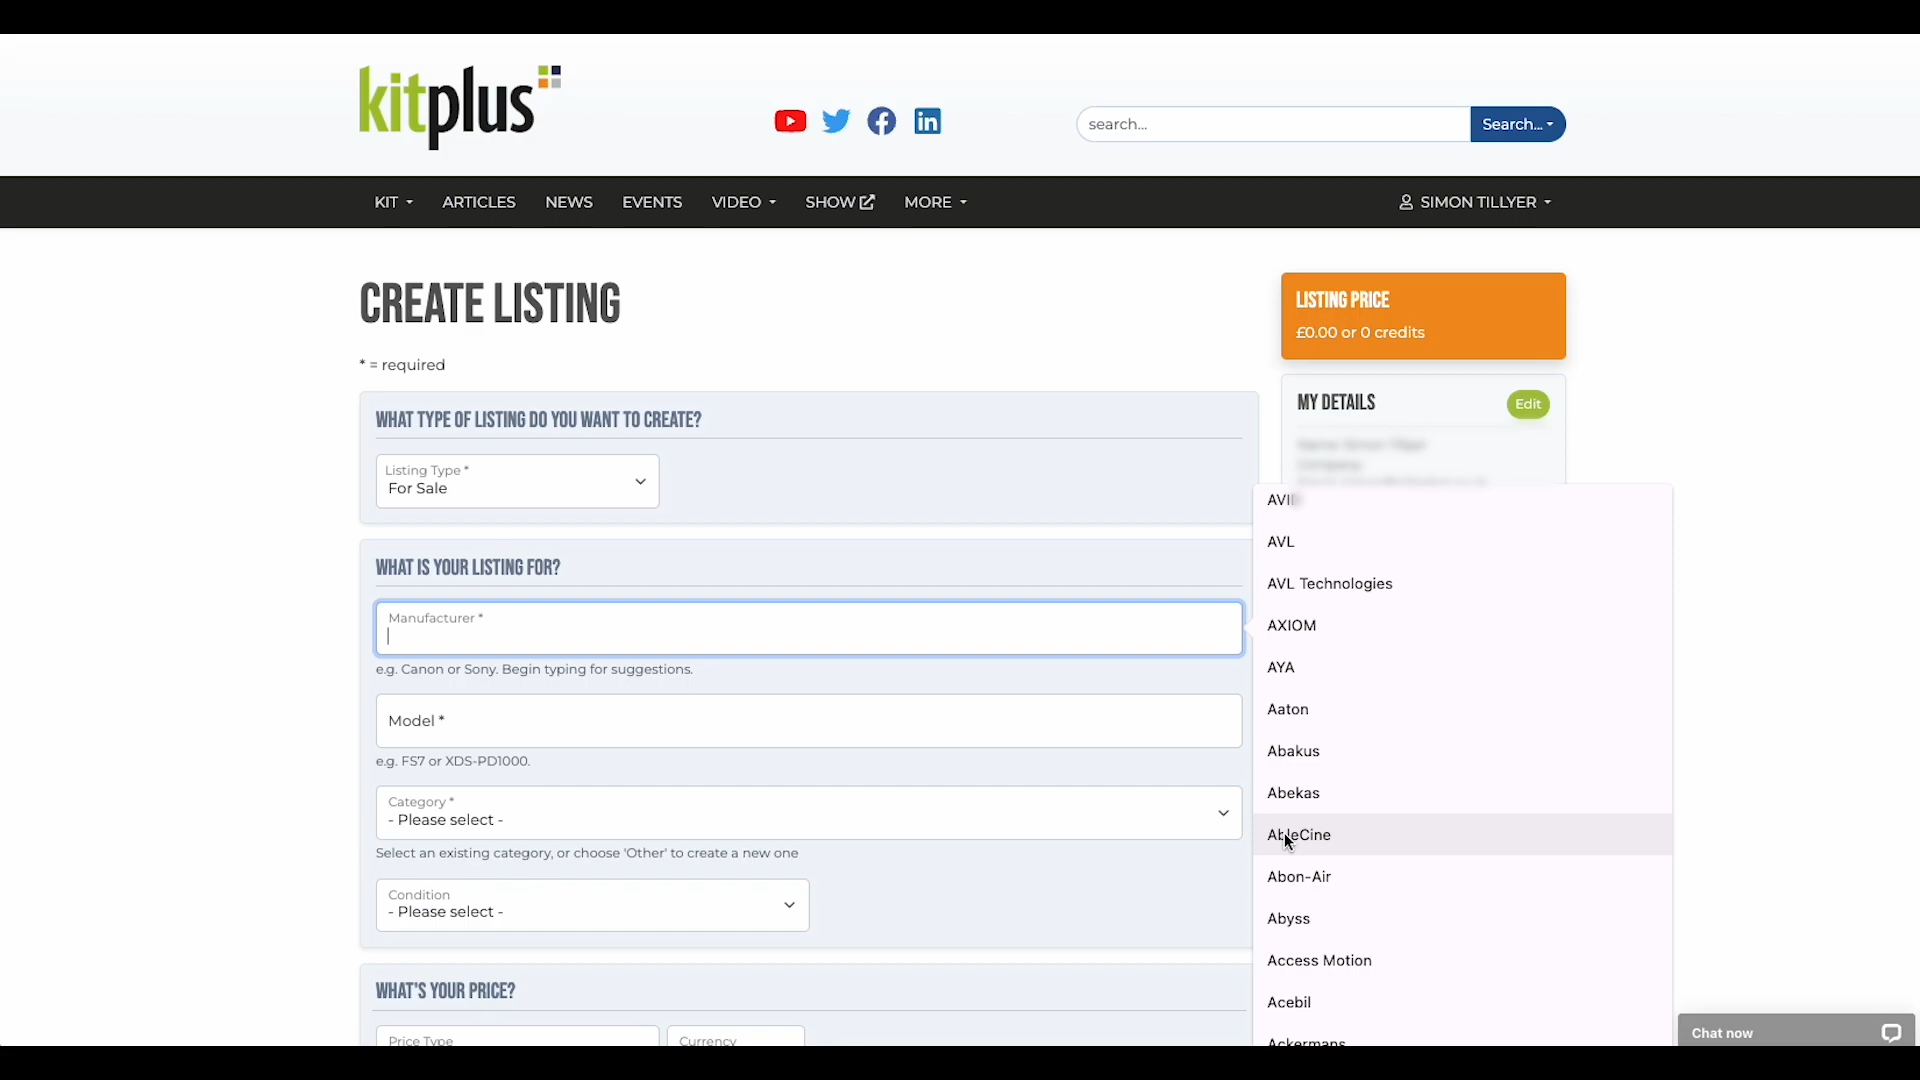 kitplus
search...
Search...
KIT
ARTICLES
NEWS
EVENTS
VIDEO
SHOW
MORE
SIMON TILLYER
CREATE LISTING
* = required
WHAT TYPE OF LISTING DO YOU WANT TO CREATE?
Listing Type *
For Sale
WHAT IS YOUR LISTING FOR?
Manufacturer *
e.g. Canon or Sony. Begin typing for suggestions.
Model *
e.g. FS7 or XDS-PD1000.
Category *
- Please select -
Select an existing category, or choose 'Other' to create a new one
Condition
- Please select -
WHAT'S YOUR PRICE?
Price Type
Currency
LISTING PRICE
£0.00 or 0 credits
MY DETAILS
Edit
AVL
AVL Technologies
AXIOM
AYA
Aaton
Abakus
Abekas
AbleCine
Abon-Air
Abyss
Access Motion
Acebil
Ackermans
Chat now